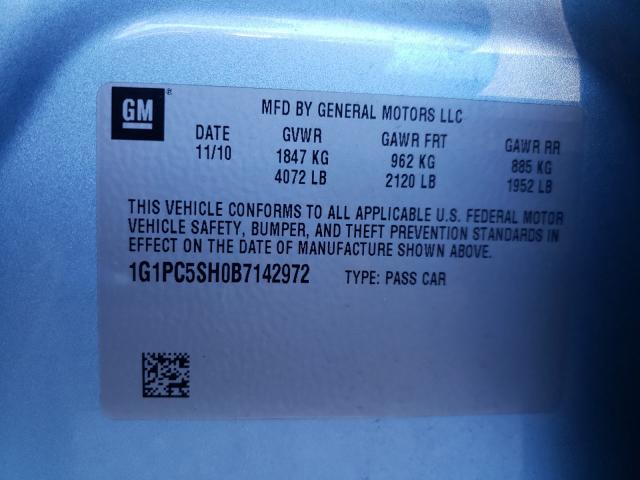 GM®
MFD BY GENERAL MOTORS LLC
DATE GVWR GAWR FRT GAWR RR
11/10 1847 KG 962 KG 885 KG
4072 LB 2120 LB 1952 LB
THIS VEHICLE CONFORMS TO ALL APPLICABLE U.S. FEDERAL MOTOR
VEHICLE SAFETY, BUMPER, AND THEFT PREVENTION STANDARDS IN
EFFECT ON THE DATE OF MANUFACTURE SHOWN ABOVE.
1G1PC5SH0B7142972 TYPE: PASS CAR